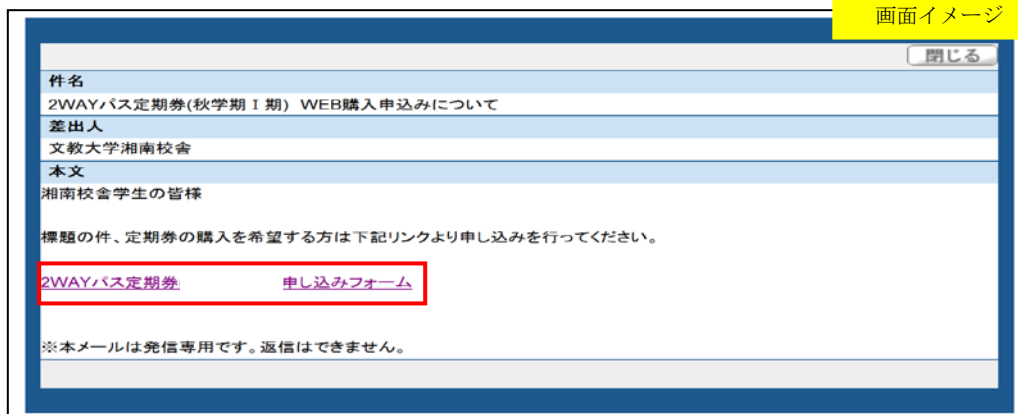 画面イメージ
閉じる
件名
2WAYパス定期券(秋学期Ⅰ期) WEB購入申込みについて
差出人
文教大学湘南校舎
本文
湘南校舎学生の皆様
標題の件、定期券の購入を希望する方は下記リンクより申し込みを行ってください。
2WAYパス定期券 申し込みフォーム
※本メールは発信専用です。返信はできません。